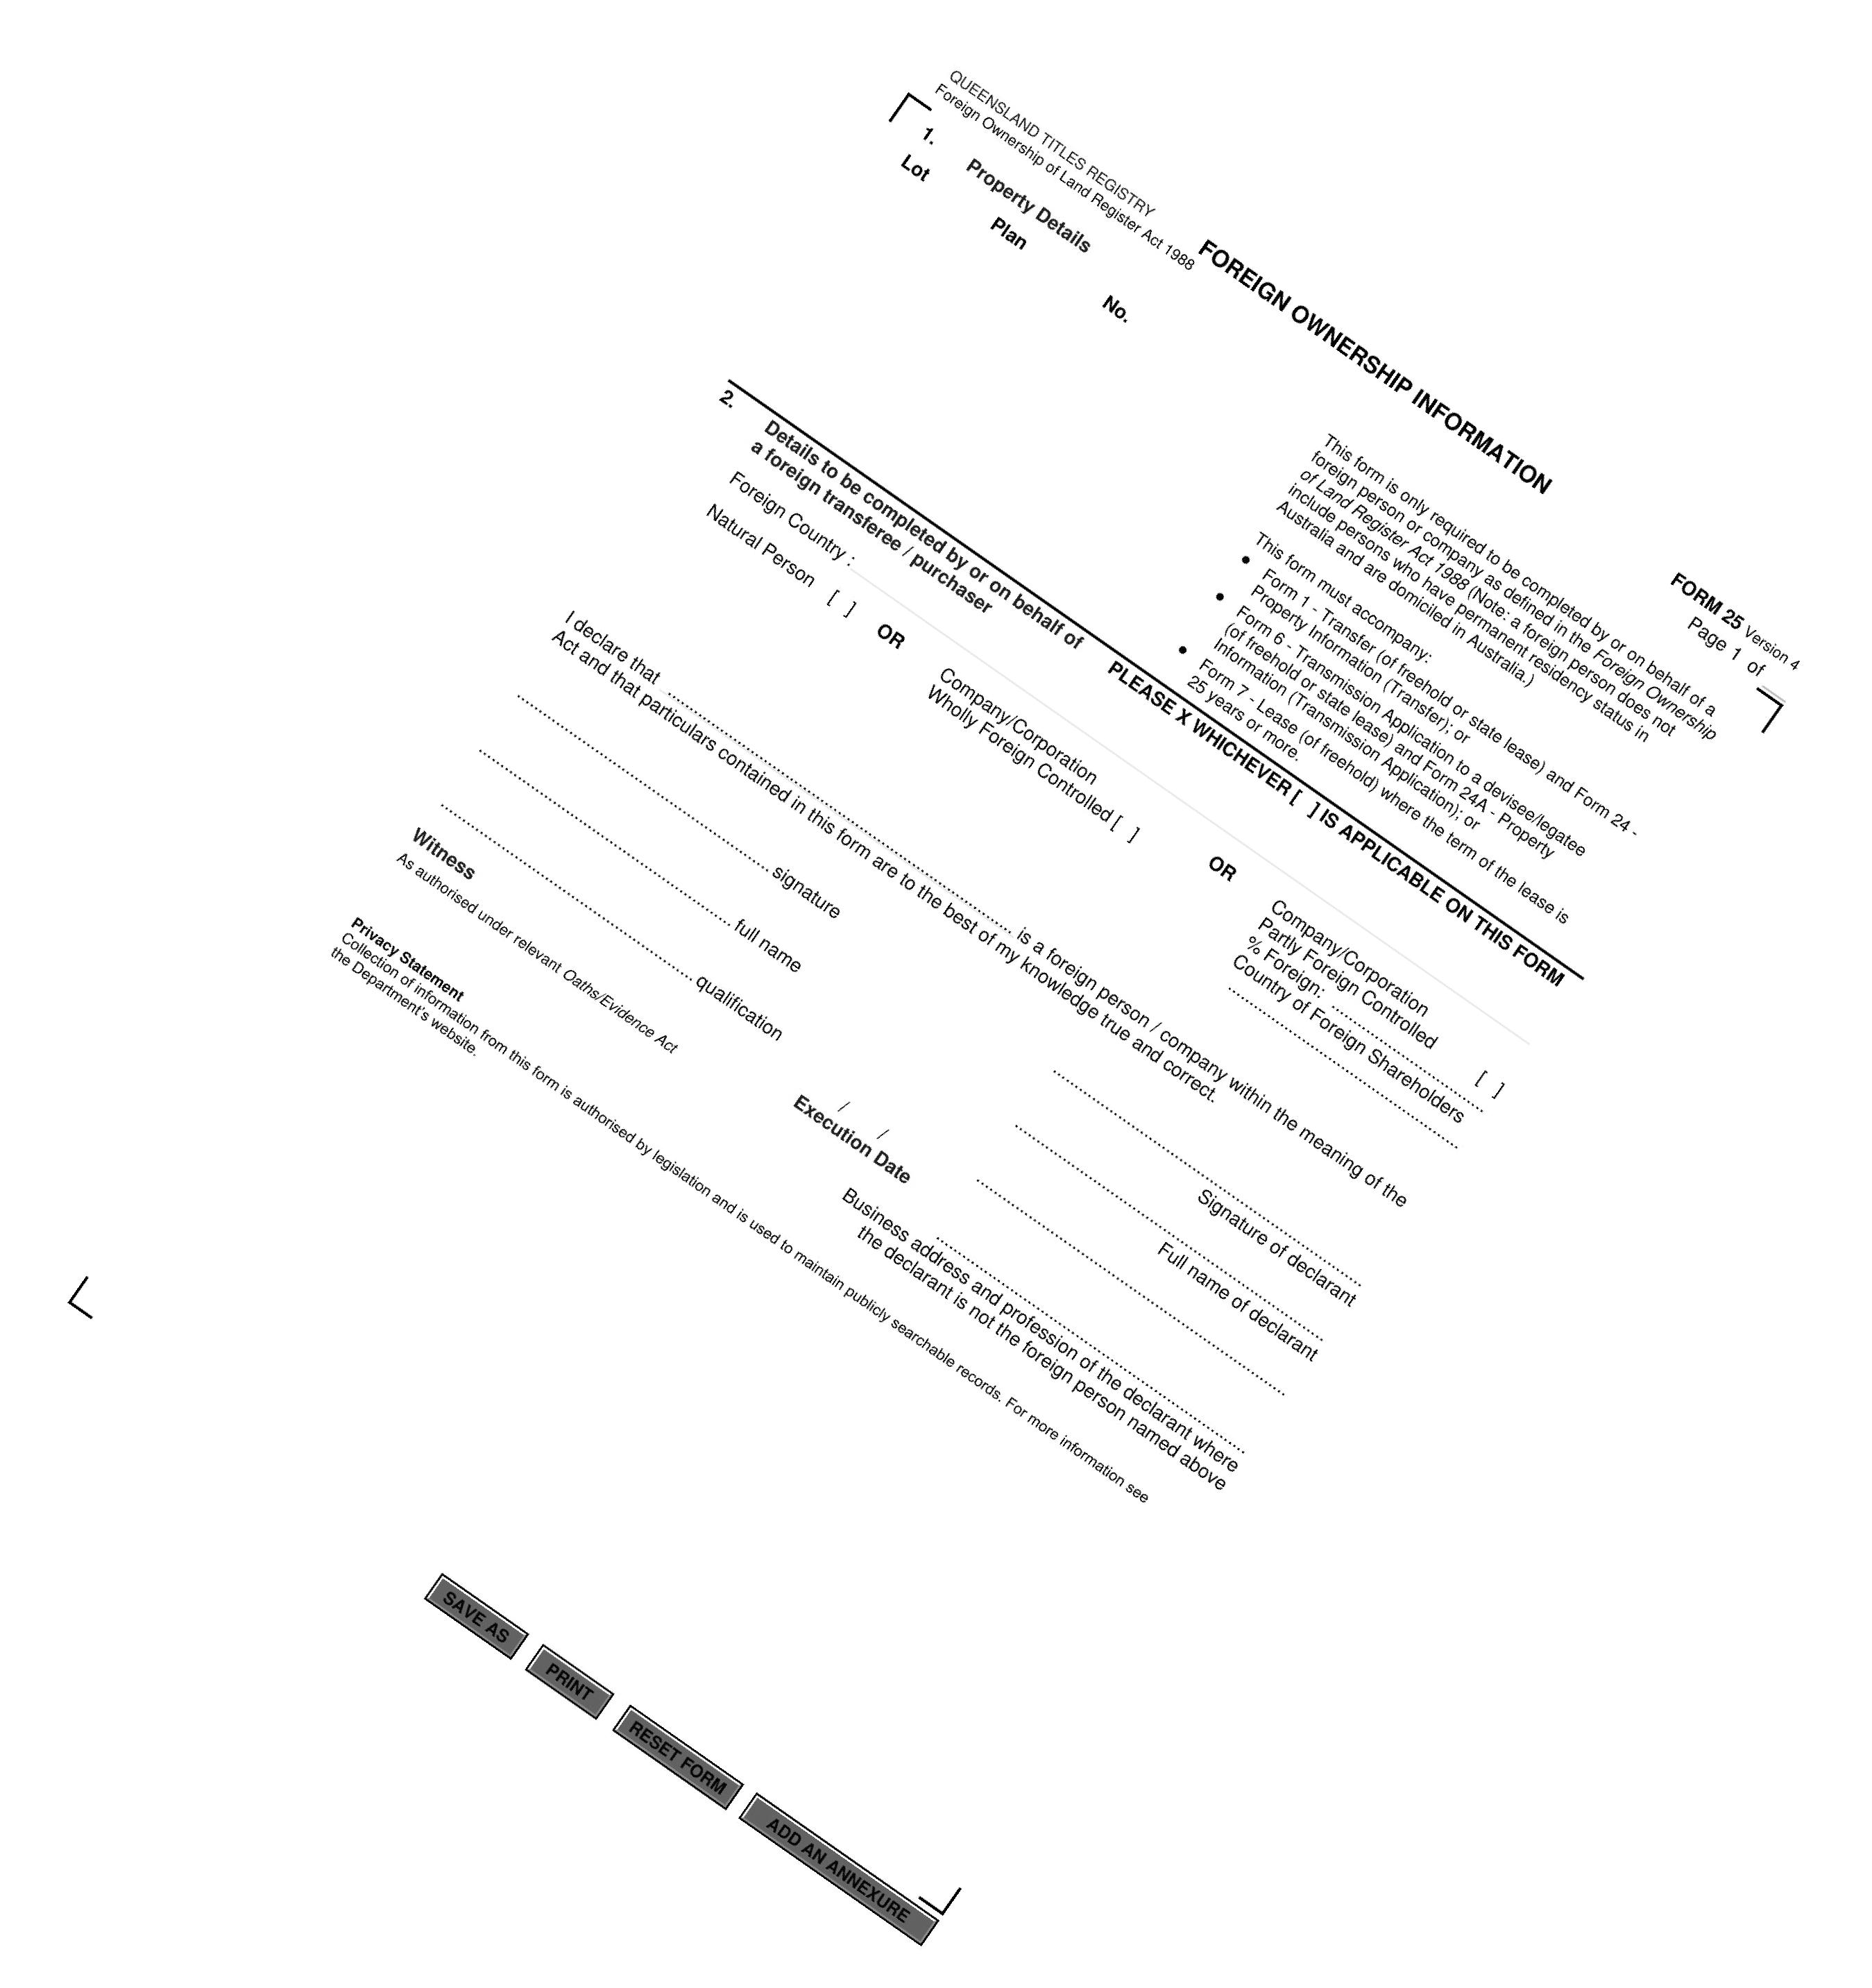 QUEENSLAND TITLES REGISTRY
Foreign Ownership of Land Register Act 1988
FOREIGN OWNERSHIP INFORMATION
FORM 25 Version 4
Page 1 of
1. Property Details
Lot Plan No.
This form is only required to be completed by or on behalf of a
foreign person or company as defined in the Foreign Ownership
of Land Register Act 1988 (Note: a foreign person does not
include persons who have permanent residency status in
Australia and are domiciled in Australia.)
This form must accompany:
• Form 1 - Transfer (of freehold or state lease) and Form 24 -
Property Information (Transfer); or
• Form 6 - Transmission Application to a devisee/legatee
(of freehold or state lease) and Form 24A - Property
Information (Transmission Application); or
• Form 7 - Lease (of freehold) where the term of the lease is
25 years or more.
2. Details to be completed by or on behalf of
a foreign transferee / purchaser
PLEASE X WHICHEVER [ ] IS APPLICABLE ON THIS FORM
Foreign Country :
Natural Person [ ] OR
Company/Corporation
Wholly Foreign Controlled [ ]
OR
Company/Corporation
Partly Foreign Controlled [ ]
% Foreign: ....................................
Country of Foreign Shareholders
......................................................
I declare that ................................................................................ is a foreign person / company within the meaning of the
Act and that particulars contained in this form are to the best of my knowledge true and correct.
............................................................ signature
............................................................ full name
............................................................ qualification
Witness
As authorised under relevant Oaths/Evidence Act
/ /
Execution Date
........................................................................
Signature of declarant
........................................................................
Full name of declarant
........................................................................
........................................................................
Business address and profession of the declarant where
the declarant is not the foreign person named above
Privacy Statement
Collection of information from this form is authorised by legislation and is used to maintain publicly searchable records. For more information see
the Department's website.
SAVE AS
PRINT
RESET FORM
ADD AN ANNEXURE